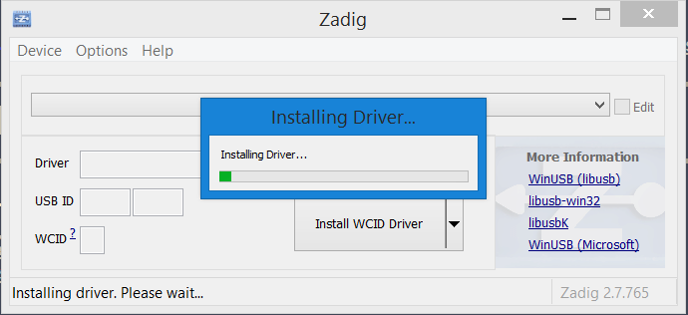 Zadig
Device Options Help
Installing Driver...
Edit
Installing Driver...
Driver
More Information
WinUSB (libusb)
USB ID
libusb-win32
Install WCID Driver
libusbK
WCID ?
WinUSB (Microsoft)
Installing driver. Please wait...
Zadig 2.7.765